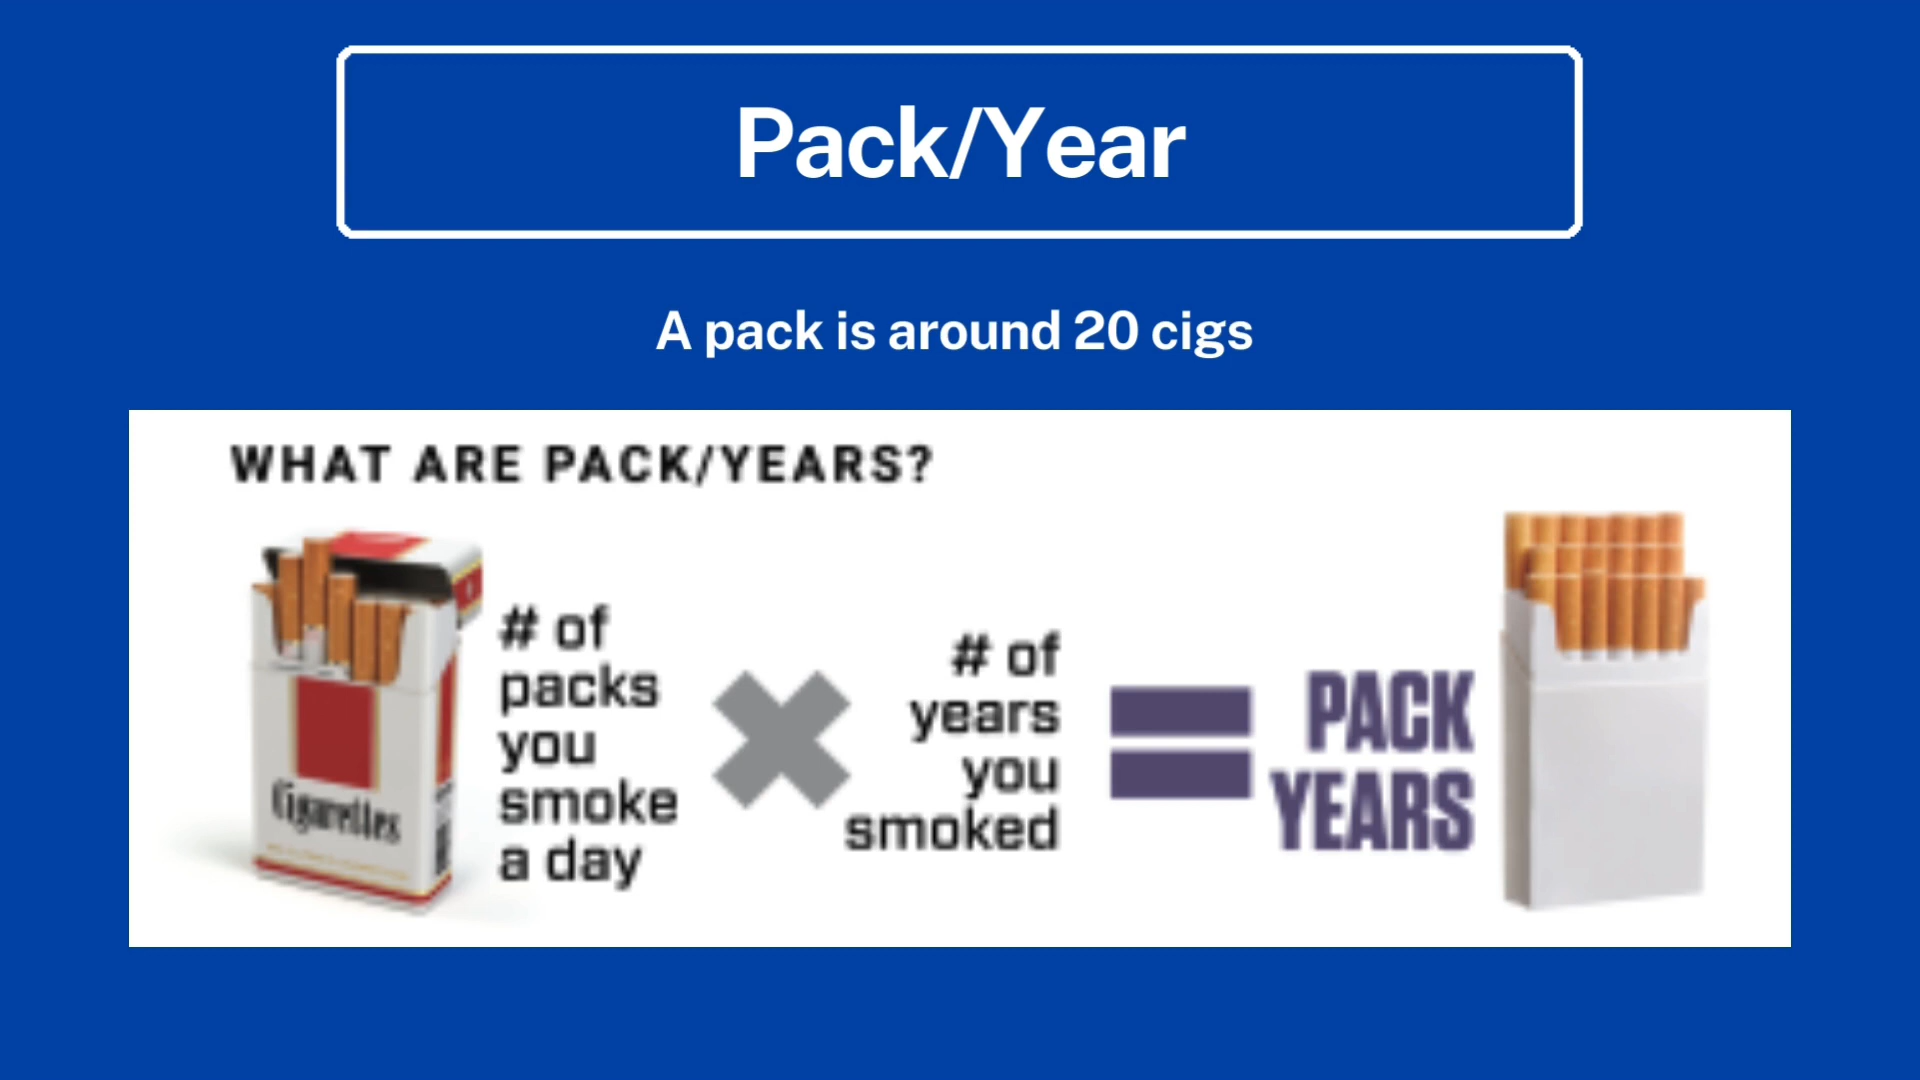 Pack/Year
A pack is around 20 cigs
WHAT ARE PACK/YEARS?
# of
packs
you
smoke
a day
# of
years
you
smoked
PACK
YEARS
Cigarettes